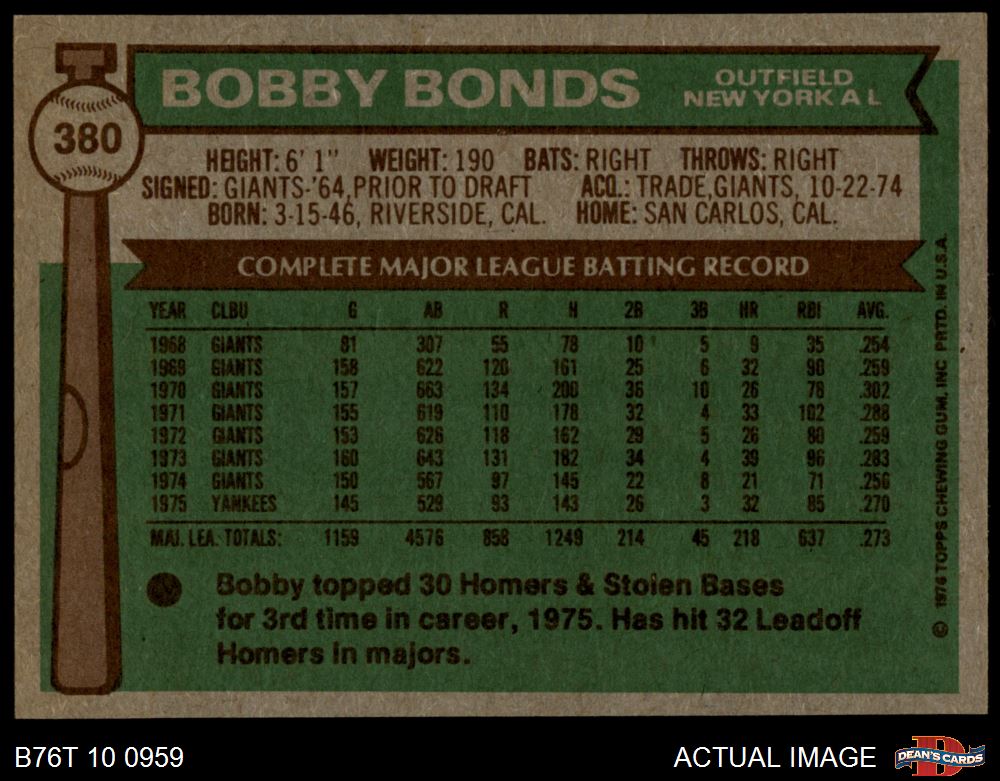 BOBBY BONDS
OUTFIELD
NEW YORK A L
380
HEIGHT: 6' 1" WEIGHT: 190 BATS: RIGHT THROWS: RIGHT
SIGNED: GIANTS-'64, PRIOR TO DRAFT ACQ.: TRADE, GIANTS, 10-22-74
BORN: 3-15-46, RIVERSIDE, CAL. HOME: SAN CARLOS, CAL.
COMPLETE MAJOR LEAGUE BATTING RECORD
YEAR CLBU G AB R H 2B 3B HR RBI AVG.
1968 GIANTS 81 307 55 78 10 5 9 35 .254
1969 GIANTS 158 622 120 161 25 6 32 90 .259
1970 GIANTS 157 663 134 200 36 10 26 78 .302
1971 GIANTS 155 619 110 178 32 4 33 102 .288
1972 GIANTS 153 626 118 162 29 5 26 80 .259
1973 GIANTS 160 643 131 182 34 4 39 96 .283
1974 GIANTS 150 567 97 145 22 8 21 71 .256
1975 YANKEES 145 529 93 143 26 3 32 85 .270
MAJ. LEA. TOTALS: 1159 4576 858 1249 214 45 218 637 .273
Bobby topped 30 Homers & Stolen Bases
for 3rd time in career, 1975. Has hit 32 Leadoff
Homers in majors.
© 1976 TOPPS CHEWING GUM, INC PRTD. IN U.S.A.
B76T 10 0959
ACTUAL IMAGE
D
DEAN'S CARDS